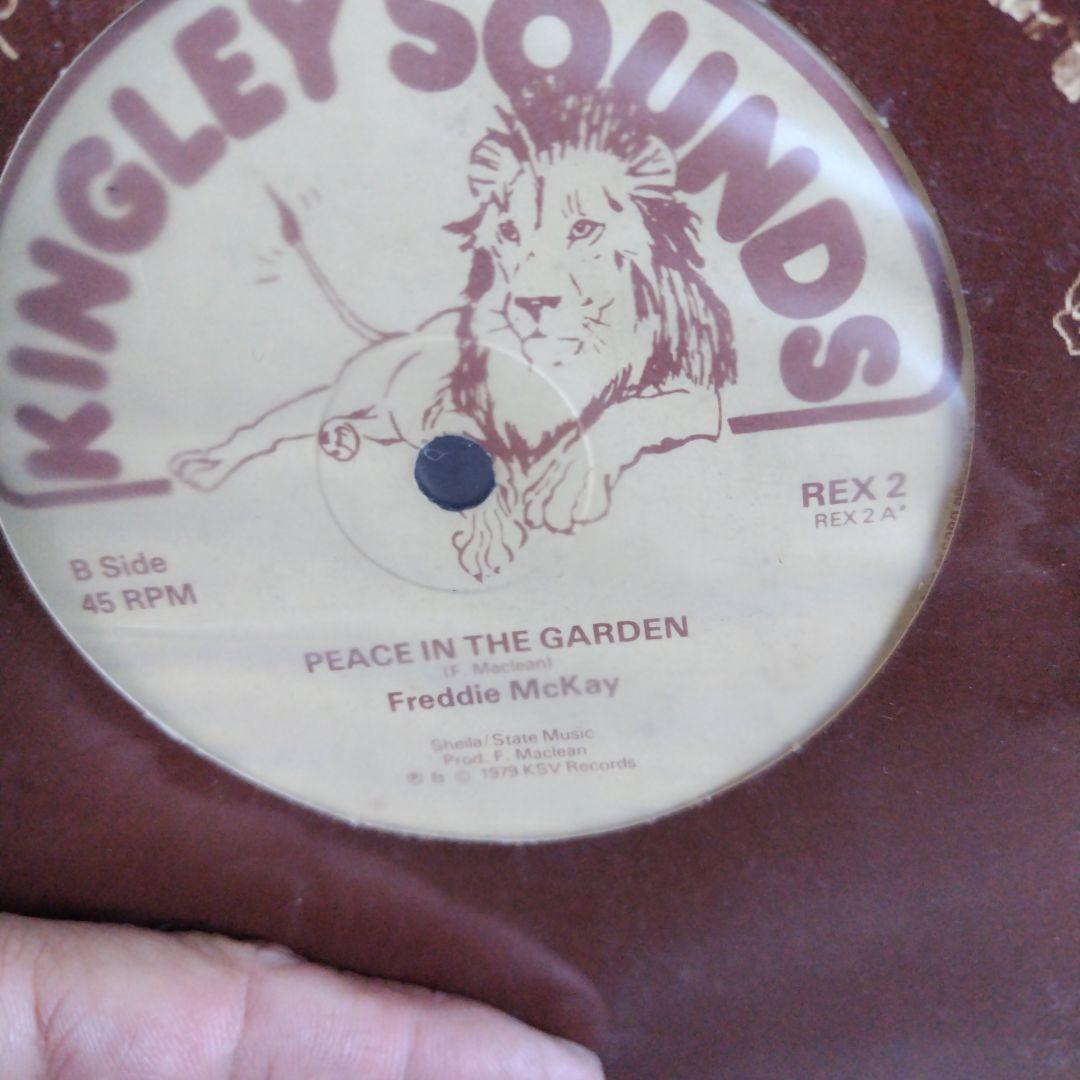 KINGLEY SOUNDS
REX 2
REX 2 A*
B Side
45 RPM
PEACE IN THE GARDEN
(F. Maclean)
Freddie McKay
Sheila/State Music
Prod. F. Maclean
℗ & © 1979 KSV Records